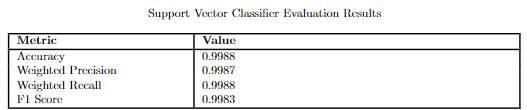 Support Vector Classifier Evaluation Results
Metric Value
Accuracy 0.9988
Weighted Precision 0.9987
Weighted Recall 0.9988
F1 Score 0.9983